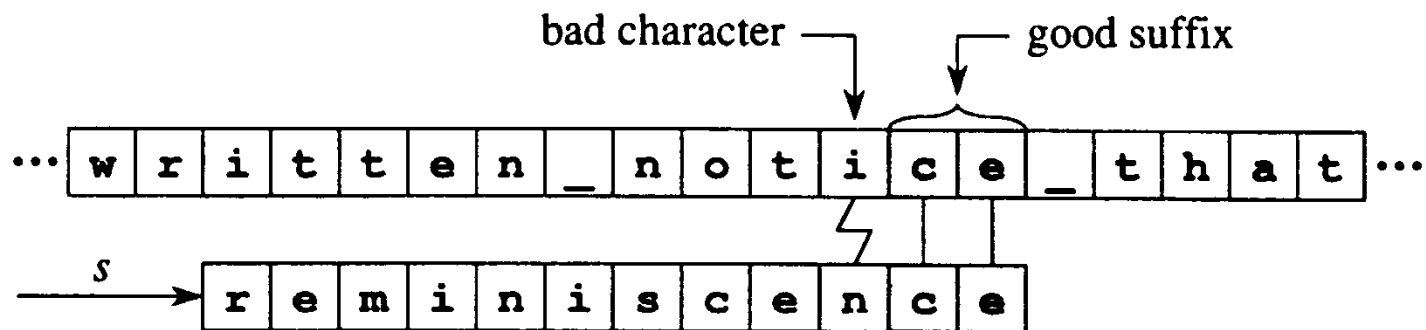 bad character good suffix
··· w r i t t e n _ n o t i c e _ t h a t ···
s
r e m i n i s c e n c e